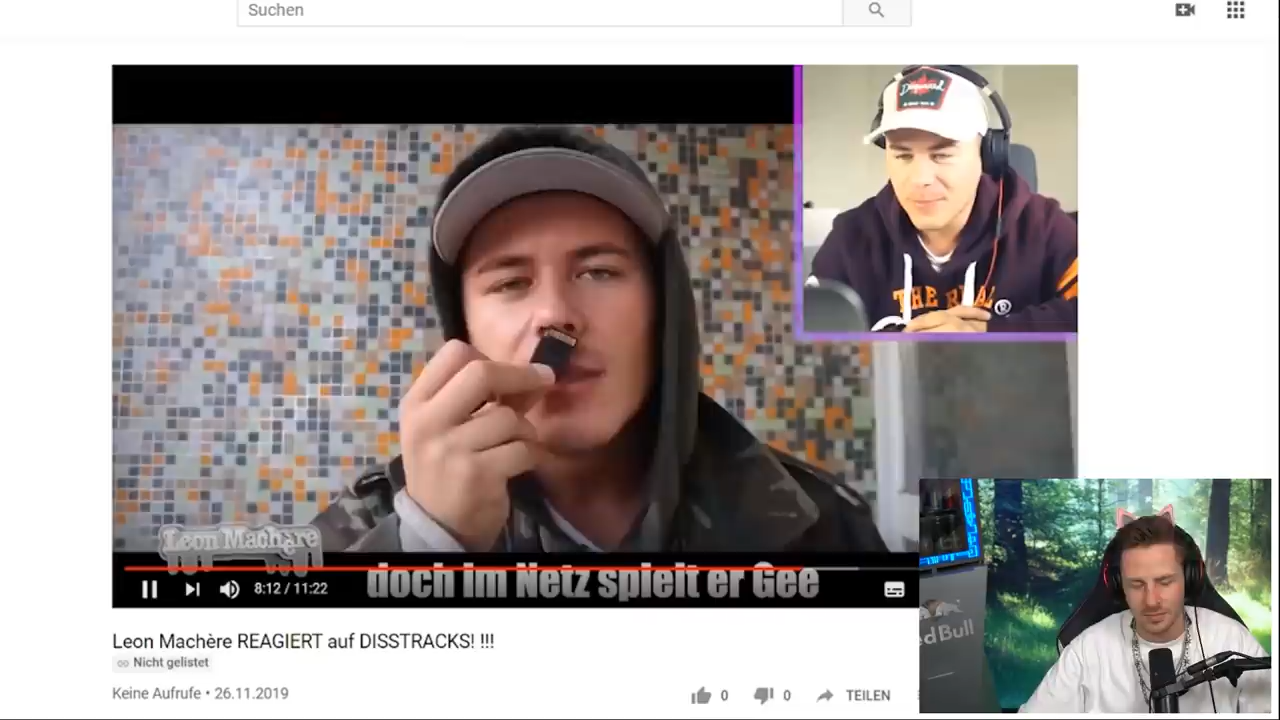 Suchen
THE REAL ®
Leon Machère
doch im Netz spielt er Gee
8:12 / 11:22
Leon Machère REAGIERT auf DISSTRACKS! !!!
Nicht gelistet
Keine Aufrufe • 26.11.2019
0
0
TEILEN
edBull